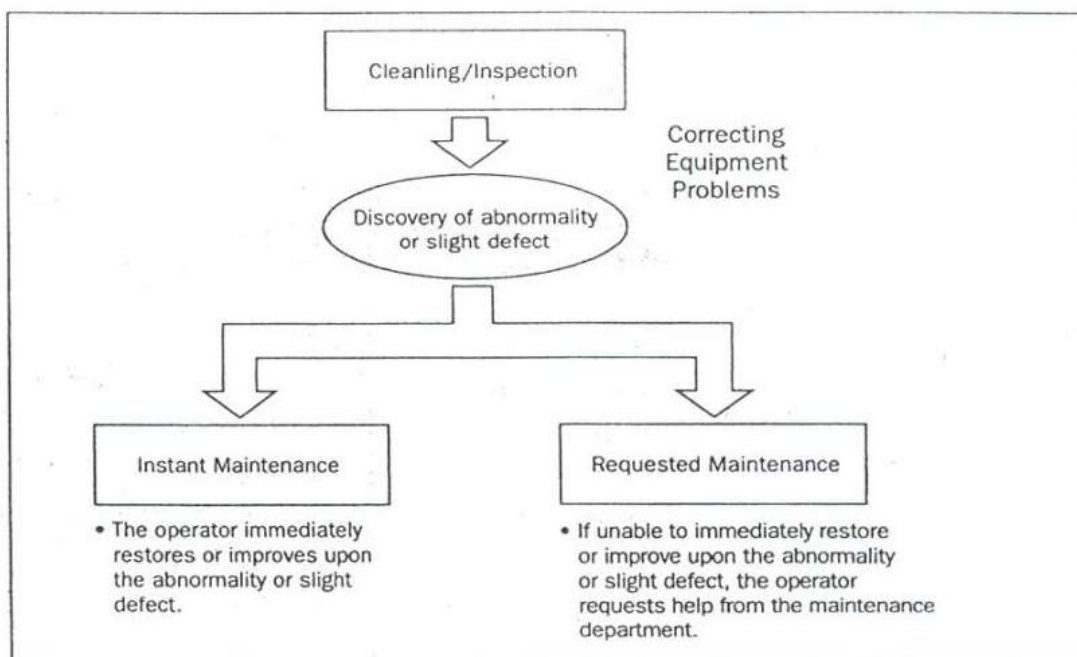 Cleanling/Inspection
Correcting
Equipment
Problems
Discovery of abnormality
or slight defect
Instant Maintenance
• The operator immediately
restores or improves upon
the abnormality or slight
defect.
Requested Maintenance
• If unable to immediately restore
or improve upon the abnormality
or slight defect, the operator
requests help from the maintenance
department.